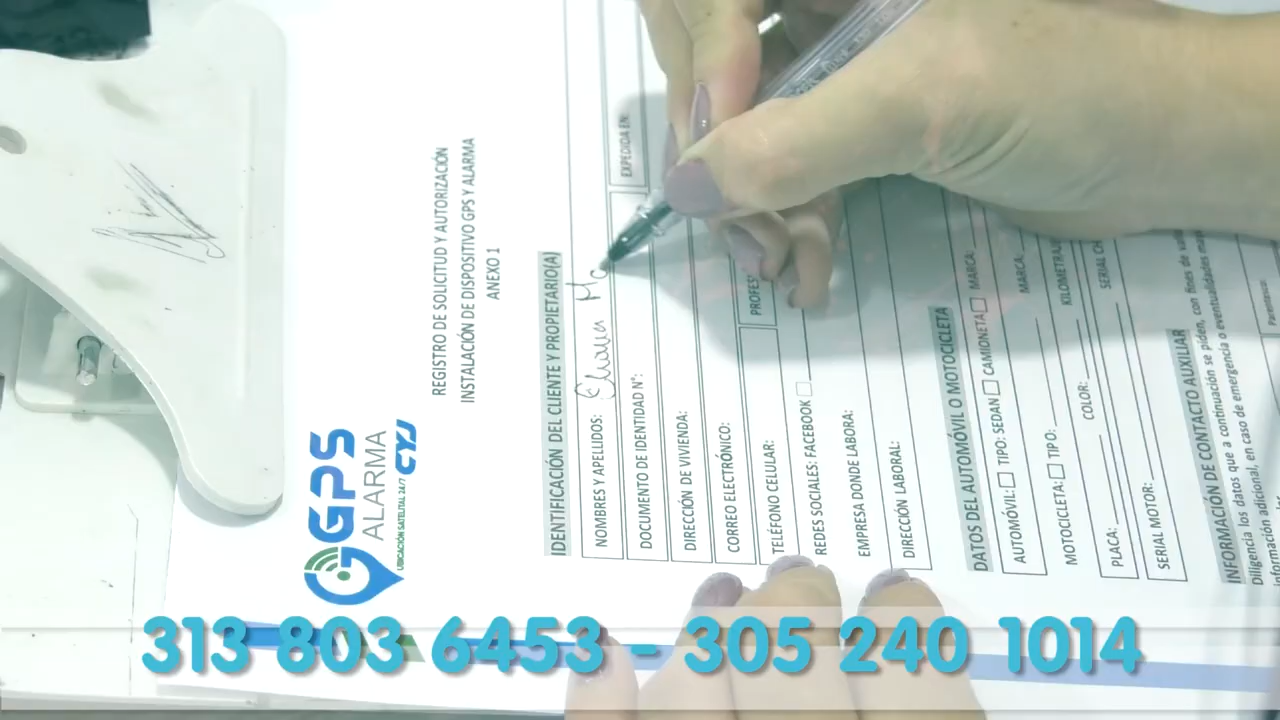 GPS
ALARMA
CYJ
UBICACIÓN SATELITAL 24/7
REGISTRO DE SOLICITUD Y AUTORIZACIÓN
INSTALACIÓN DE DISPOSITIVO GPS Y ALARMA
ANEXO 1
IDENTIFICACIÓN DEL CLIENTE Y PROPIETARIO(A)
NOMBRES Y APELLIDOS:
DOCUMENTO DE IDENTIDAD N°:
EXPEDIDA EN:
DIRECCIÓN DE VIVIENDA:
CORREO ELECTRÓNICO:
TELÉFONO CELULAR: PROFES
REDES SOCIALES: FACEBOOK
EMPRESA DONDE LABORA:
DIRECCIÓN LABORAL:
DATOS DEL AUTOMÓVIL O MOTOCICLETA
AUTOMÓVIL: TIPO: SEDAN CAMIONETA MARCA:
MOTOCICLETA: TIPO: MARCA:
PLACA: COLOR: KILOMETRAJ
SERIAL MOTOR: SERIAL CH
INFORMACIÓN DE CONTACTO AUXILIAR
Diligencia los datos que a continuación se piden, con fines de
información adicional, en caso de emergencia o eventualidades
Parentesco:
313 803 6453 - 305 240 1014